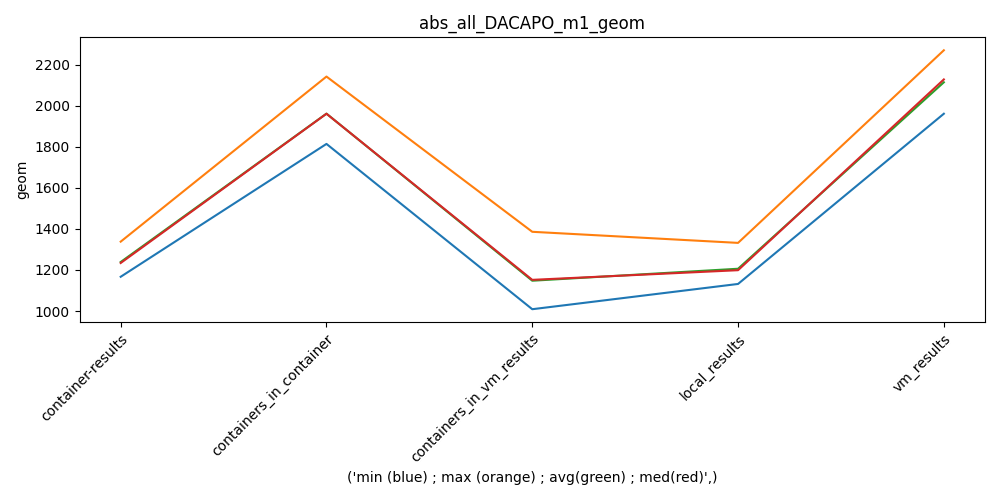 abs_all_DACAPO_m1_geom
geom
2200
2000
1800
1600
1400
1200
1000
container-results
containers_in_container
containers_in_vm_results
local_results
vm_results
('min (blue) ; max (orange) ; avg(green) ; med(red)',)